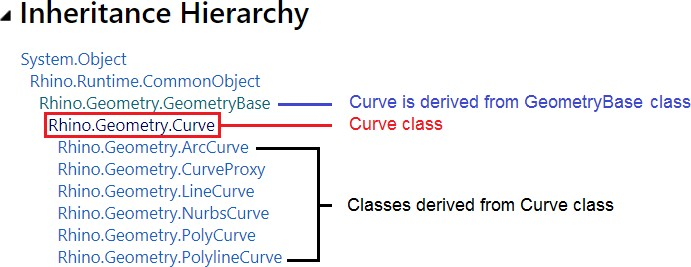 Inheritance Hierarchy
System.Object
Rhino.Runtime.CommonObject
Rhino.Geometry.GeometryBase Curve is derived from GeometryBase class
Rhino.Geometry.Curve Curve class
Rhino.Geometry.ArcCurve
Rhino.Geometry.CurveProxy
Rhino.Geometry.LineCurve
Rhino.Geometry.NurbsCurve Classes derived from Curve class
Rhino.Geometry.PolyCurve
Rhino.Geometry.PolylineCurve